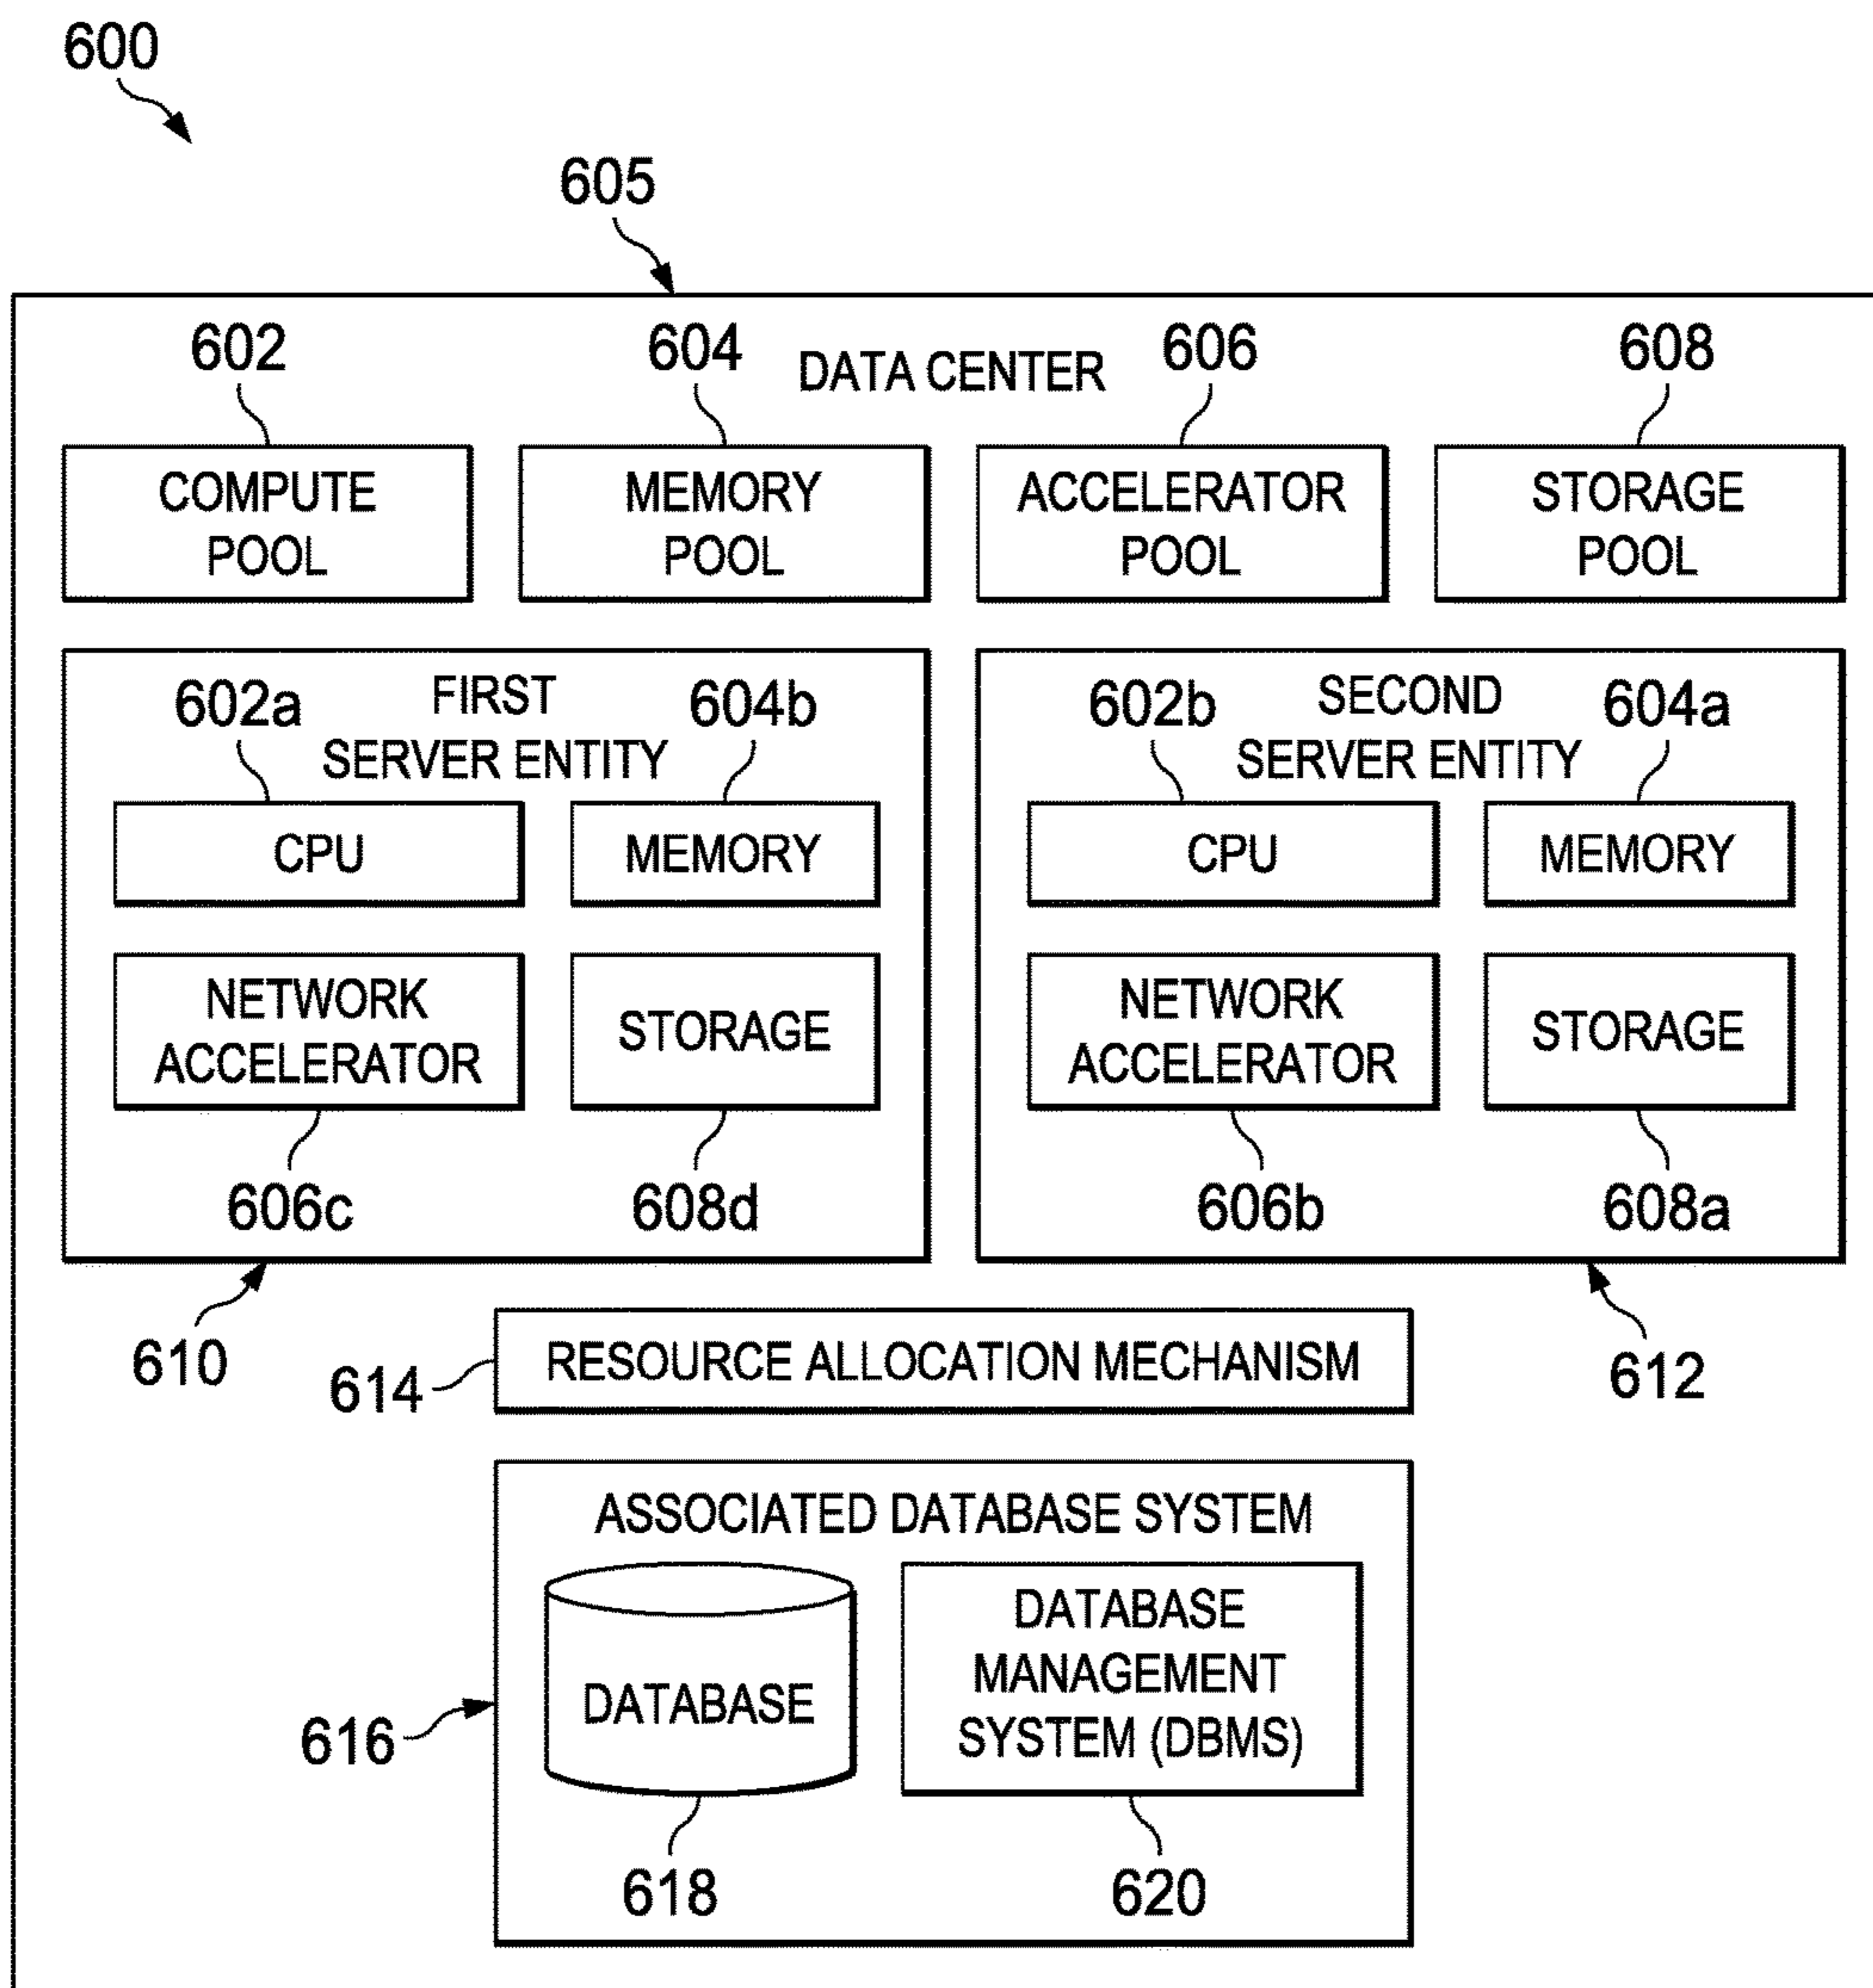 600
605
602
604
DATA CENTER
606
608
COMPUTE
POOL
MEMORY
POOL
ACCELERATOR
POOL
STORAGE
POOL
602a
FIRST
SERVER ENTITY
604b
CPU
MEMORY
NETWORK
ACCELERATOR
STORAGE
606c
608d
610
602b
SECOND
SERVER ENTITY
604a
CPU
MEMORY
NETWORK
ACCELERATOR
STORAGE
606b
608a
612
614
RESOURCE ALLOCATION MECHANISM
ASSOCIATED DATABASE SYSTEM
616
DATABASE
618
DATABASE
MANAGEMENT
SYSTEM (DBMS)
620